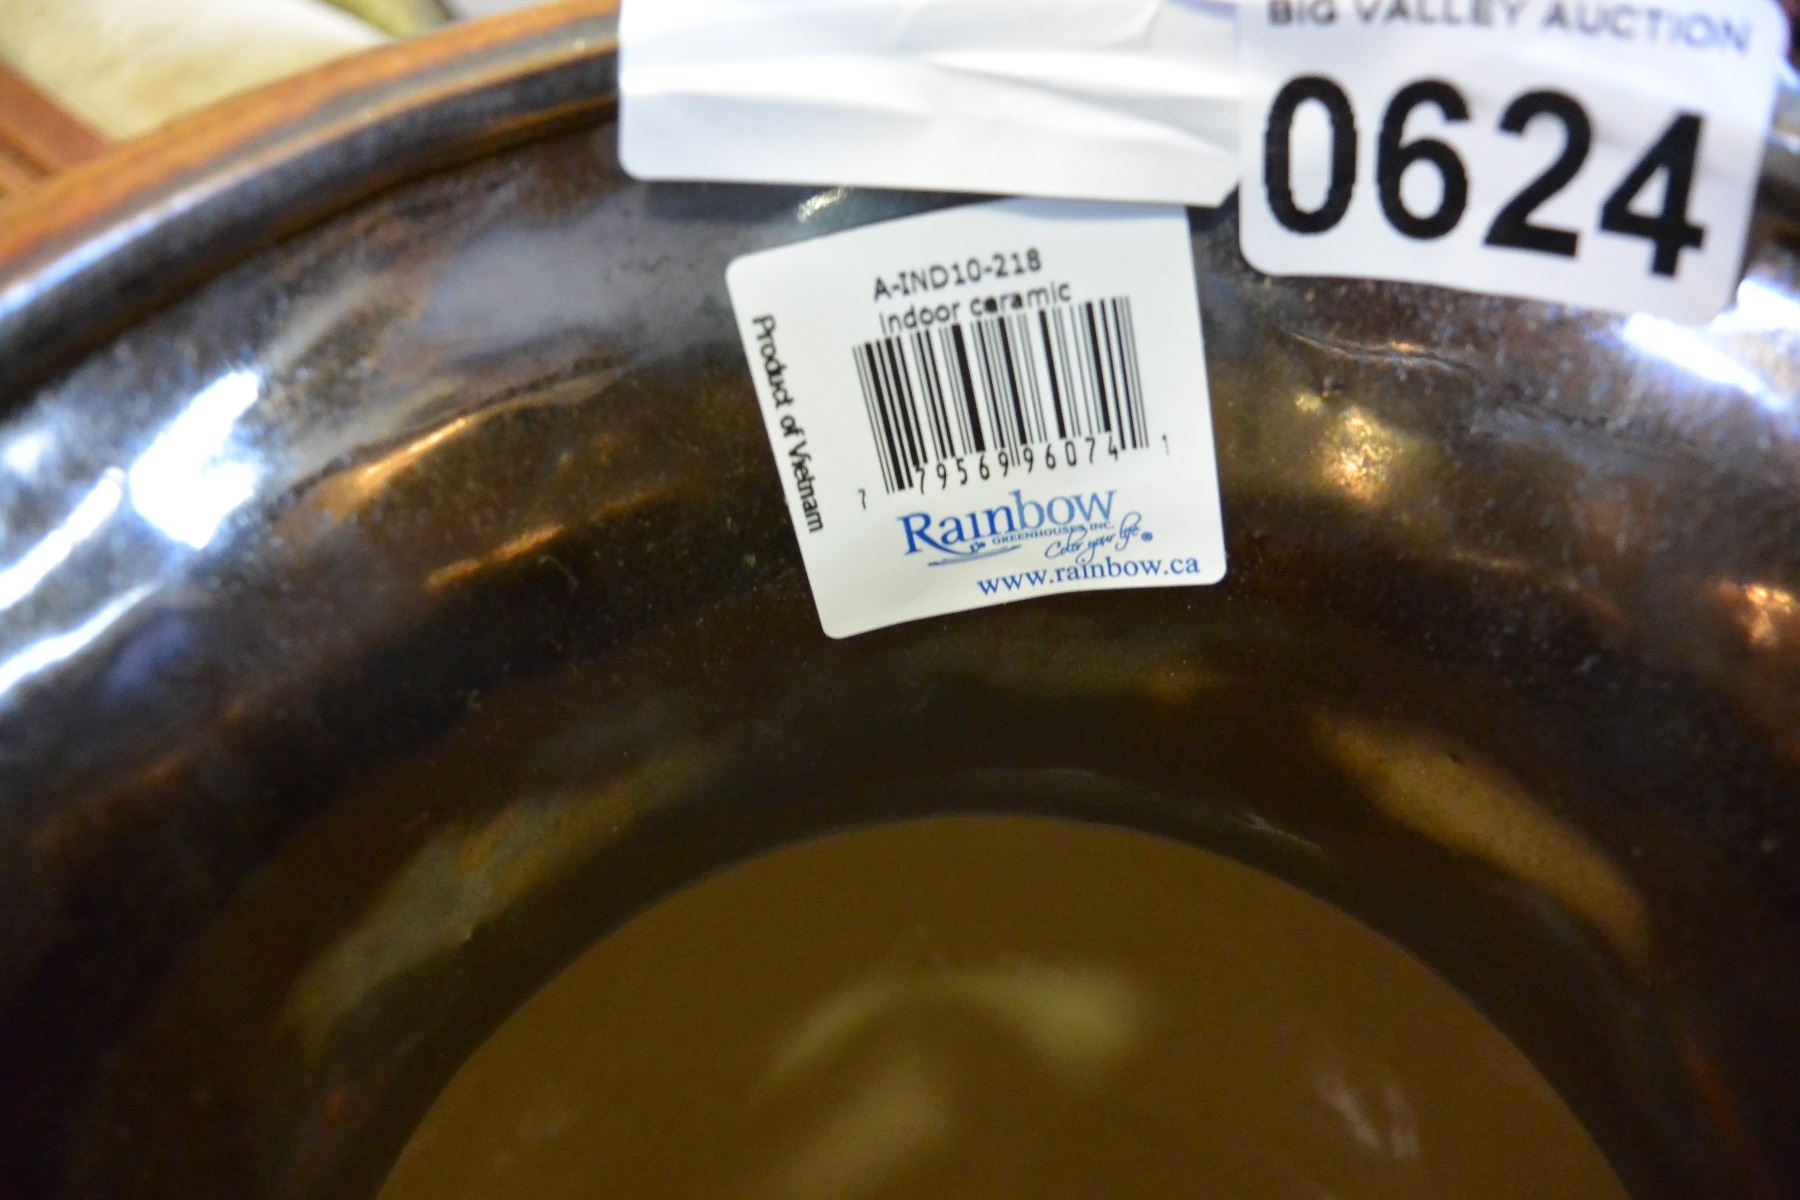 BIG VALLEY AUCTION
0624
A-IND10-218
indoor ceramic
Product of Vietnam
7 79569 96074 1
Rainbow
GREENHOUSES INC.
Color your life®
www.rainbow.ca